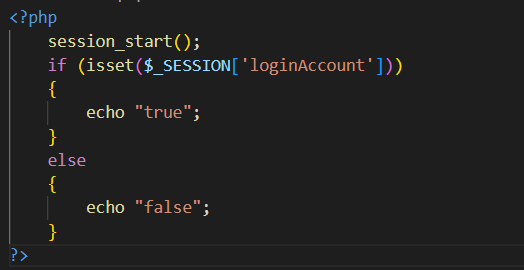 <?php
session_start();
if (isset($_SESSION['loginAccount']))
{
echo "true";
}
else
{
echo "false";
}
?>